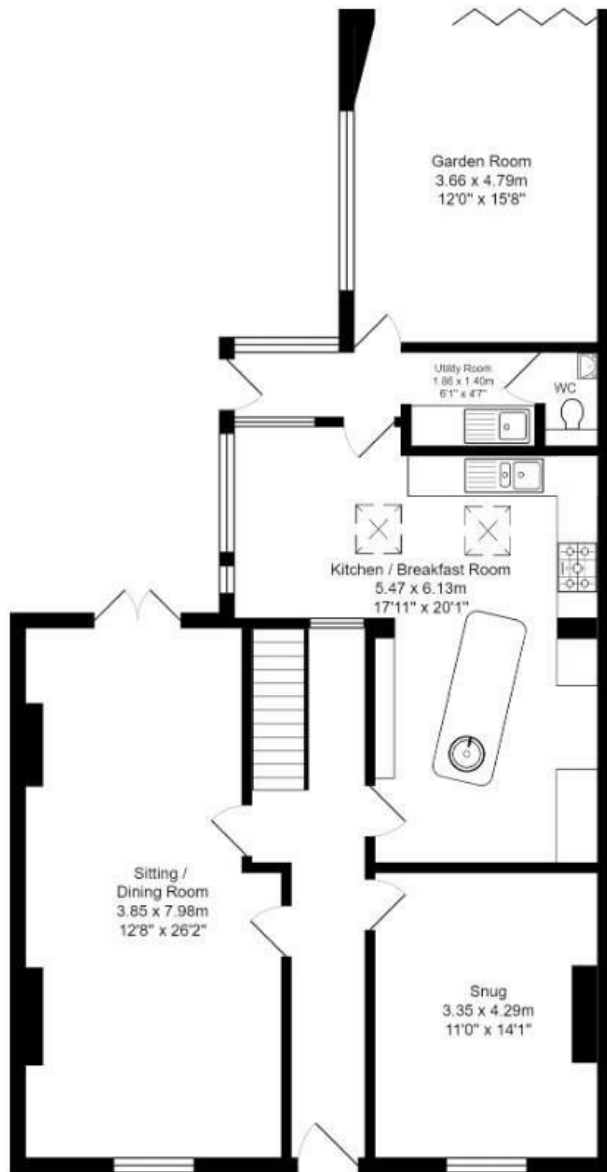 Garden Room
3.66 x 4.79m
12'0" x 15'8"
Utility Room
1.86 x 1.40m
6'1" x 4'7"
WC
Kitchen / Breakfast Room
5.47 x 6.13m
17'11" x 20'1"
Sitting /
Dining Room
3.85 x 7.98m
12'8" x 26'2"
Snug
3.35 x 4.29m
11'0" x 14'1"